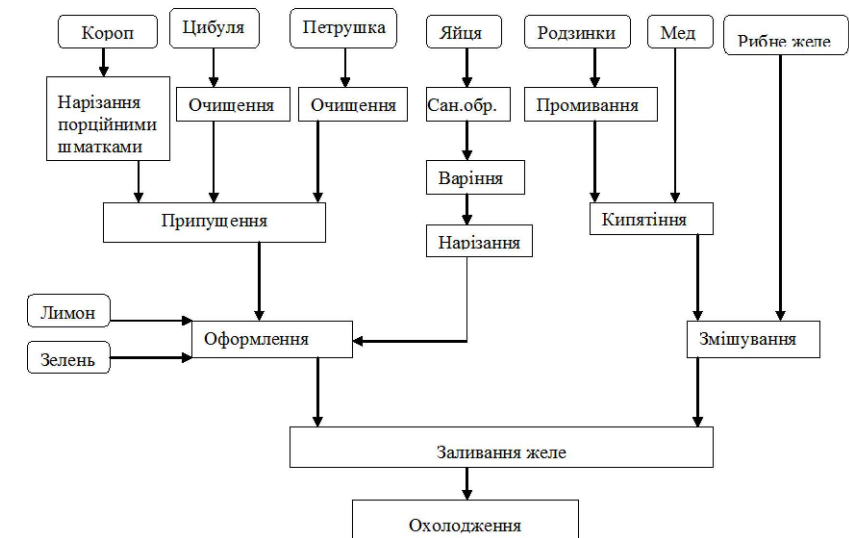 Короп
Цибуля
Петрушка
Яйця
Родзинки
Мед
Рибне желе
Нарізання
порційними
шматками
Очищення
Очищення
Сан.обр.
Промивання
Варіння
Припущення
Кипятіння
Нарізання
Лимон
Оформлення
Змішування
Зелень
Заливання желе
Охолодження